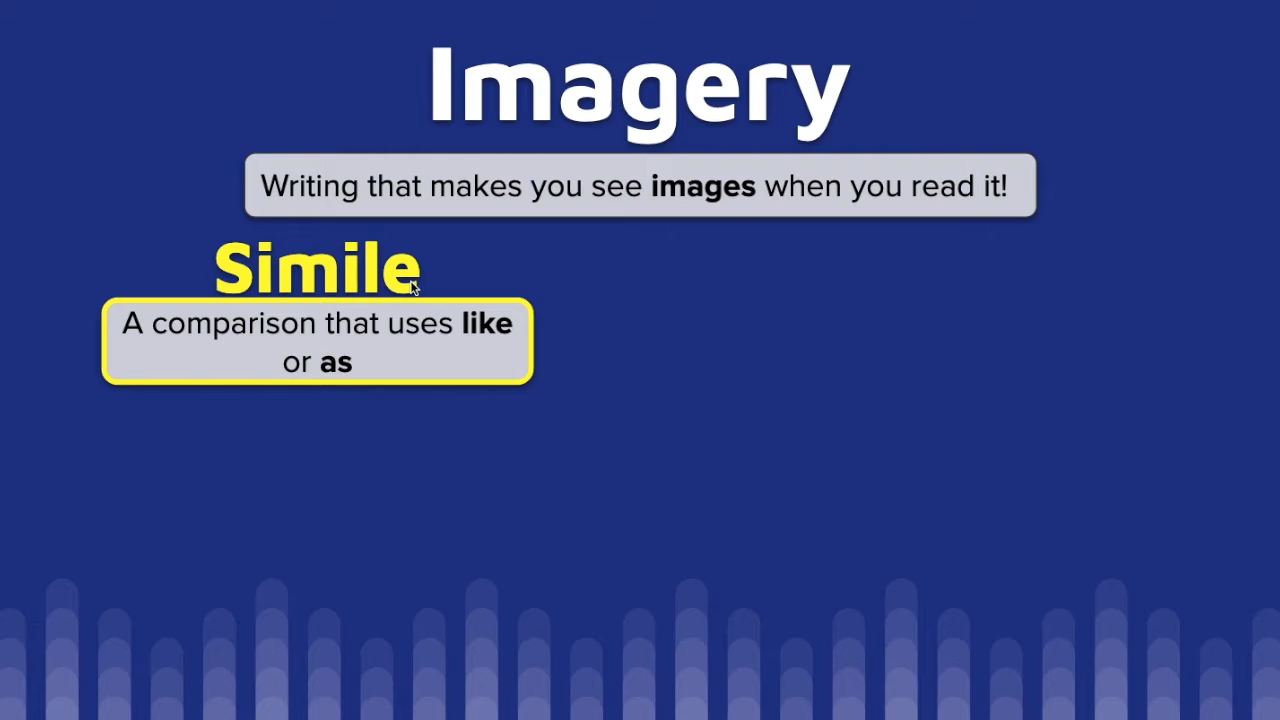 Imagery
Writing that makes you see images when you read it!
Simile
A comparison that uses like
or as